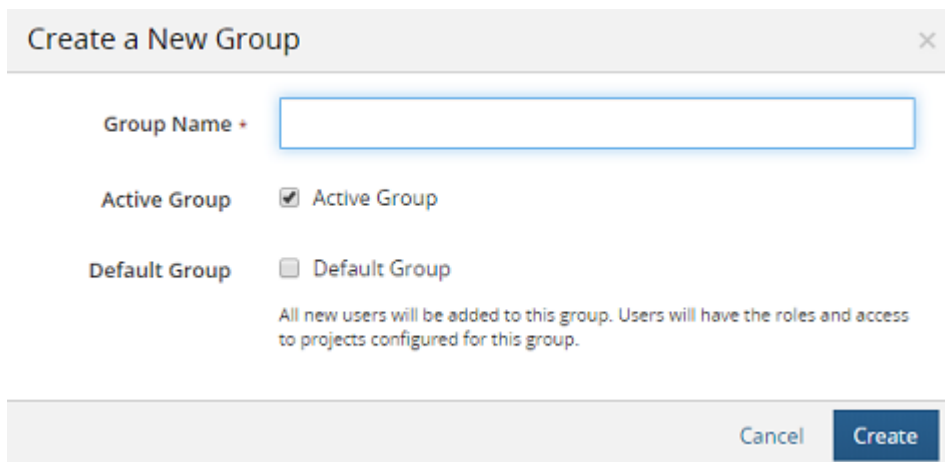 Create a New Group ×
Group Name *
Active Group Active Group
Default Group Default Group
All new users will be added to this group. Users will have the roles and access
to projects configured for this group.
Cancel Create